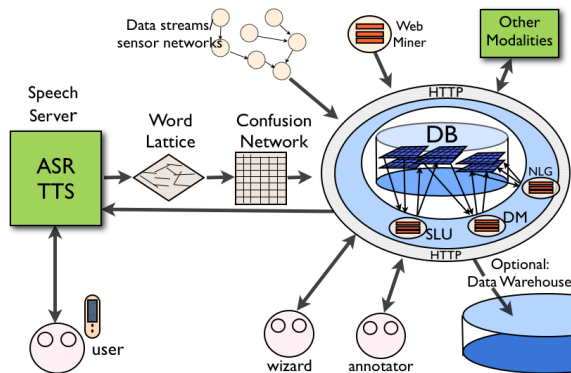 Data streams/
sensor networks
Web
Miner
Other
Modalities
Speech
Server
Word
Lattice
Confusion
Network
HTTP
DB
ASR
TTS
NLG
SLU
DM
HTTP
Optional:
Data Warehouse
user
wizard
annotator